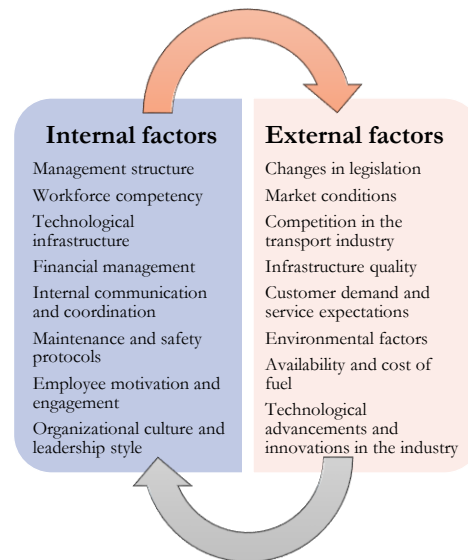 Internal factors
Management structure
Workforce competency
Technological
infrastructure
Financial management
Internal communication
and coordination
Maintenance and safety
protocols
Employee motivation and
engagement
Organizational culture and
leadership style
External factors
Changes in legislation
Market conditions
Competition in the
transport industry
Infrastructure quality
Customer demand and
service expectations
Environmental factors
Availability and cost of
fuel
Technological
advancements and
innovations in the industry